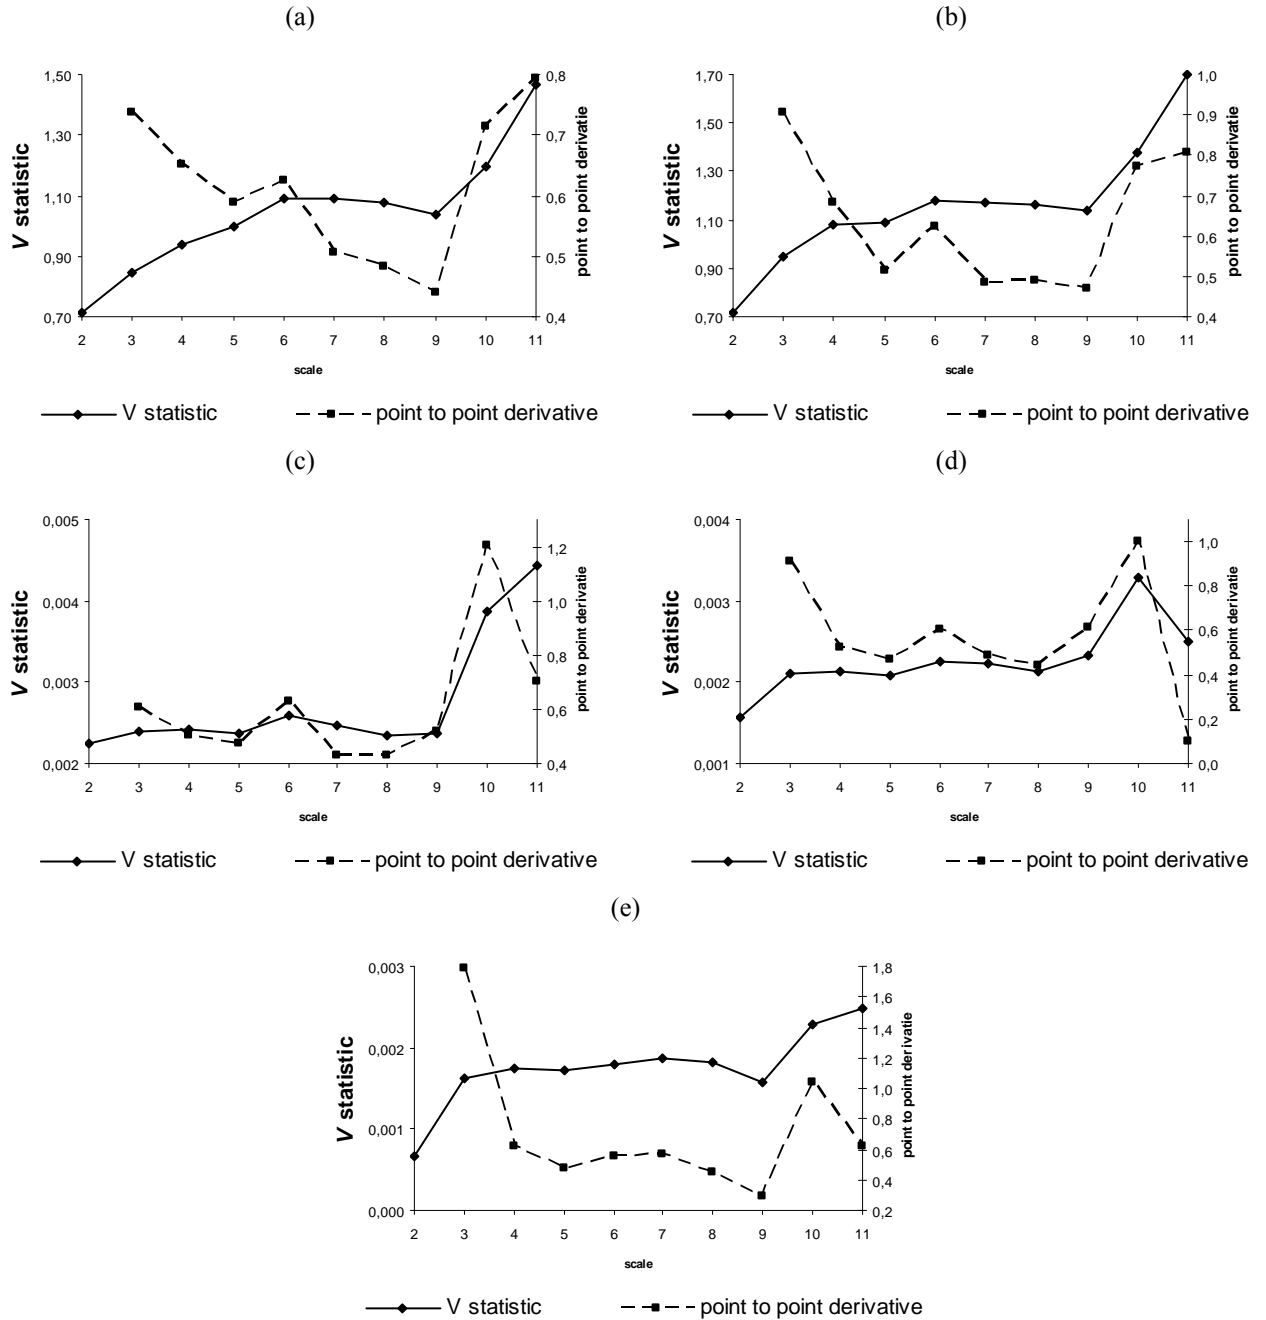 (a)
V statistic
1,50
1,30
1,10
0,90
0,70
0,8
0,7
0,6
0,5
0,4
point to point derivatie
2 3 4 5 6 7 8 9 10 11
scale
V statistic point to point derivative
(b)
V statistic
1,70
1,50
1,30
1,10
0,90
0,70
1,0
0,9
0,8
0,7
0,6
0,5
0,4
point to point derivatie
2 3 4 5 6 7 8 9 10 11
scale
V statistic point to point derivative
(c)
V statistic
0,005
0,004
0,003
0,002
1,2
1,0
0,8
0,6
0,4
point to point derivatie
2 3 4 5 6 7 8 9 10 11
scale
V statistic point to point derivative
(d)
V statistic
0,004
0,003
0,002
0,001
1,0
0,8
0,6
0,4
0,2
0,0
point to point derivatie
2 3 4 5 6 7 8 9 10 11
scale
V statistic point to point derivative
(e)
V statistic
0,003
0,002
0,001
0,000
1,8
1,6
1,4
1,2
1,0
0,8
0,6
0,4
0,2
point to point derivatie
2 3 4 5 6 7 8 9 10 11
scale
V statistic point to point derivative